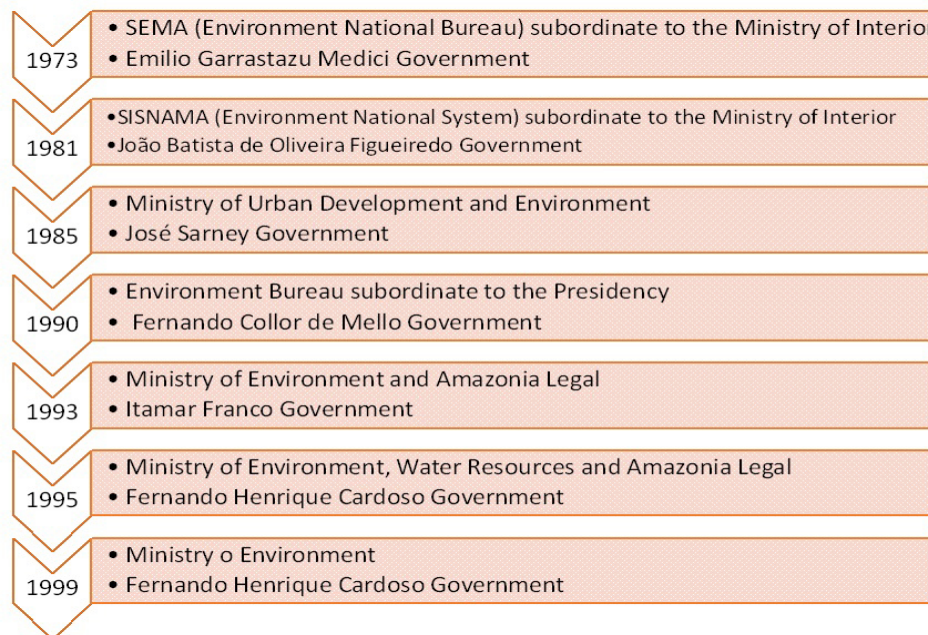 1973
• SEMA (Environment National Bureau) subordinate to the Ministry of Interior
• Emilio Garrastazu Medici Government
1981
•SISNAMA (Environment National System) subordinate to the Ministry of Interior
•João Batista de Oliveira Figueiredo Government
1985
• Ministry of Urban Development and Environment
• José Sarney Government
1990
• Environment Bureau subordinate to the Presidency
• Fernando Collor de Mello Government
1993
• Ministry of Environment and Amazonia Legal
• Itamar Franco Government
1995
• Ministry of Environment, Water Resources and Amazonia Legal
• Fernando Henrique Cardoso Government
1999
• Ministry o Environment
• Fernando Henrique Cardoso Government